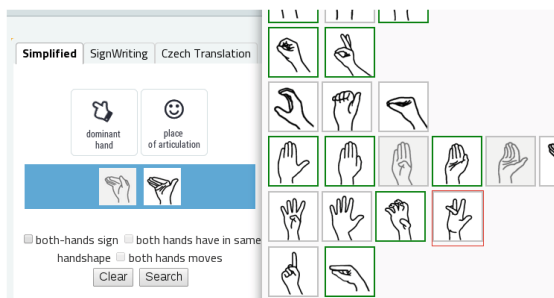 Simplified SignWriting Czech Translation
dominant
hand
place
of articulation
both-hands sign both hands have in same
handshape both hands moves
Clear Search